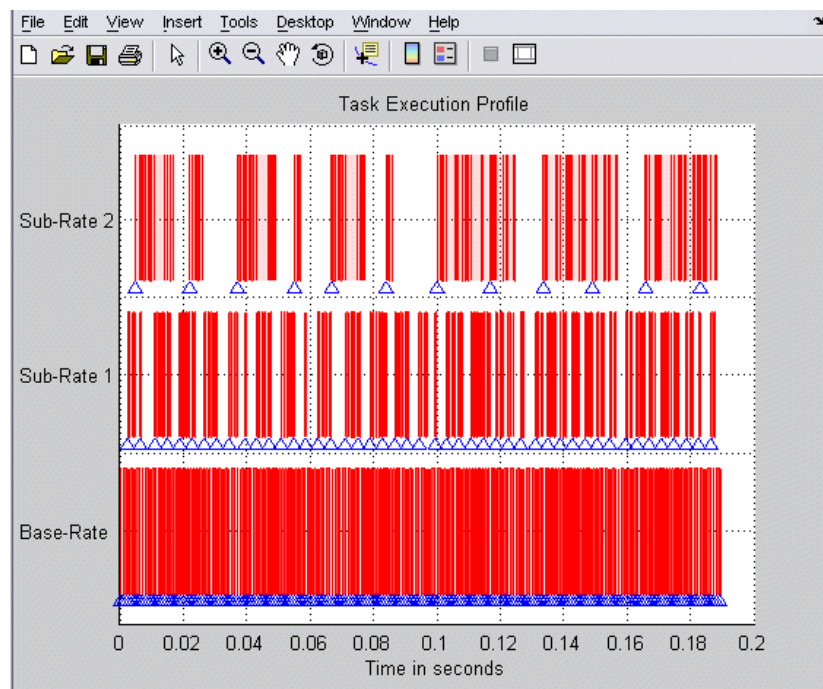 File Edit View Insert Tools Desktop Window Help
Task Execution Profile
Sub-Rate 2
Sub-Rate 1
Base-Rate
0 0.02 0.04 0.06 0.08 0.1 0.12 0.14 0.16 0.18 0.2
Time in seconds